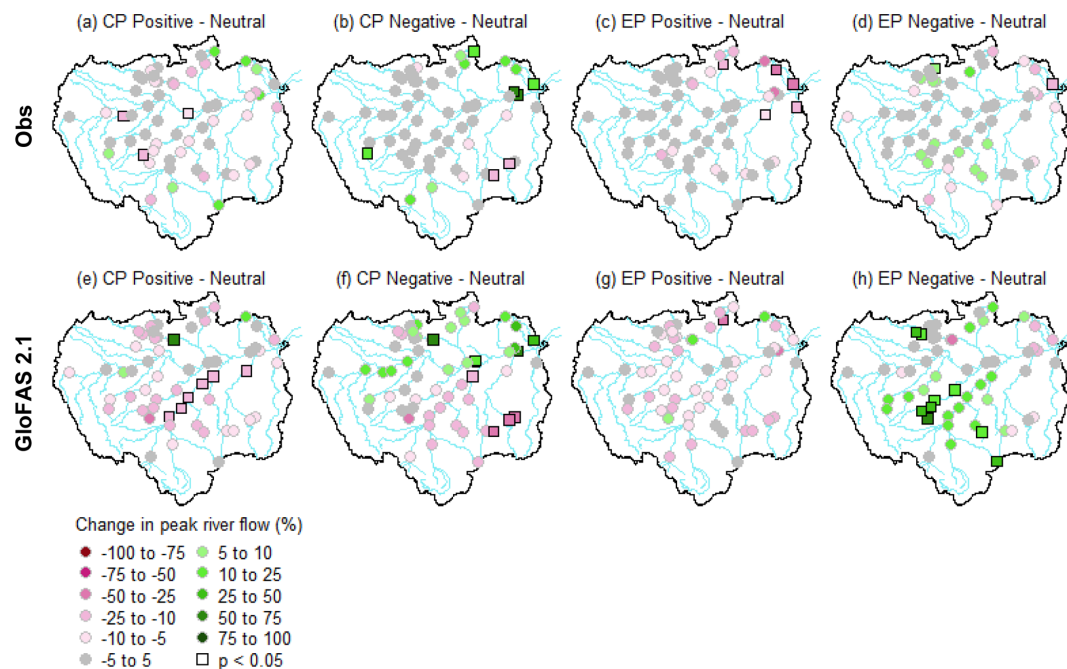 (a) CP Positive - Neutral
(b) CP Negative - Neutral
(c) EP Positive - Neutral
(d) EP Negative - Neutral
Obs
(e) CP Positive - Neutral
(f) CP Negative - Neutral
(g) EP Positive - Neutral
(h) EP Negative - Neutral
GloFAS 2.1
Change in peak river flow (%)
-100 to -75
-75 to -50
-50 to -25
-25 to -10
-10 to -5
-5 to 5
5 to 10
10 to 25
25 to 50
50 to 75
75 to 100
p < 0.05